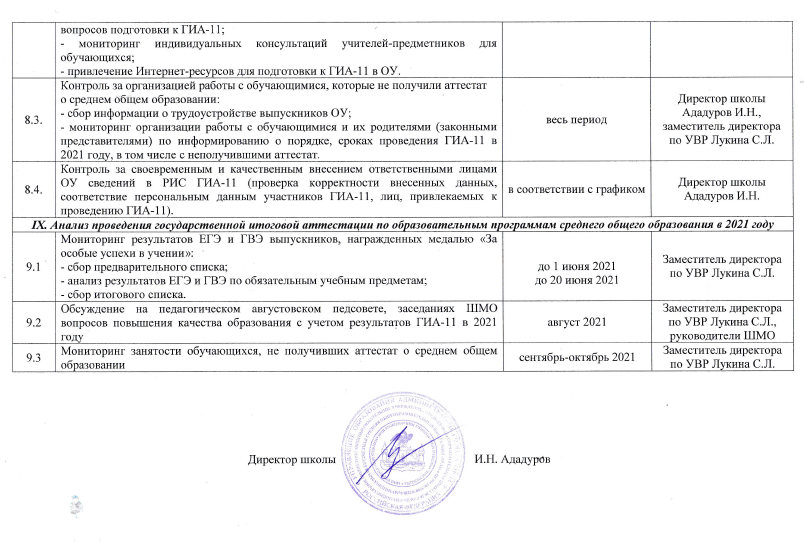 вопросов подготовки к ГИА-11;
- мониторинг индивидуальных консультаций учителей-предметников для
обучающихся;
- привлечение Интернет-ресурсов для подготовки к ГИА-11 в ОУ.
8.3.
Контроль за организацией работы с обучающимися, которые не получили аттестат
о среднем общем образовании:
- сбор информации о трудоустройстве выпускников ОУ;
- мониторинг организации работы с обучающимися и их родителями (законными
представителями) по информированию о порядке, сроках проведения ГИА-11 в
2021 году, в том числе с неполучившими аттестат.
весь период
Директор школы
Ададуров И.Н.,
заместитель директора
по УВР Лукина С.Л.
8.4.
Контроль за своевременным и качественным внесением ответственными лицами
ОУ сведений в РИС ГИА-11 (проверка корректности внесенных данных,
соответствие персональным данным участников ГИА-11, лиц, привлекаемых к
проведению ГИА-11).
в соответствии с графиком
Директор школы
Ададуров И.Н.
IX. Анализ проведения государственной итоговой аттестации по образовательным программам среднего общего образования в 2021 году
9.1
Мониторинг результатов ЕГЭ и ГВЭ выпускников, награжденных медалью «За
особые успехи в учении»:
- сбор предварительного списка;
- анализ результатов ЕГЭ и ГВЭ по обязательным учебным предметам;
- сбор итогового списка.
до 1 июня 2021
до 20 июня 2021
Заместитель директора
по УВР Лукина С.Л.
9.2
Обсуждение на педагогическом августовском педсовете, заседаниях ШМО
вопросов повышения качества образования с учетом результатов ГИА-11 в 2021
году
август 2021
Заместитель директора
по УВР Лукина С.Л.,
руководители ШМО
9.3
Мониторинг занятости обучающихся, не получивших аттестат о среднем общем
образовании
сентябрь-октябрь 2021
Заместитель директора
по УВР Лукина С.Л.
Директор школы
И.Н. Ададуров